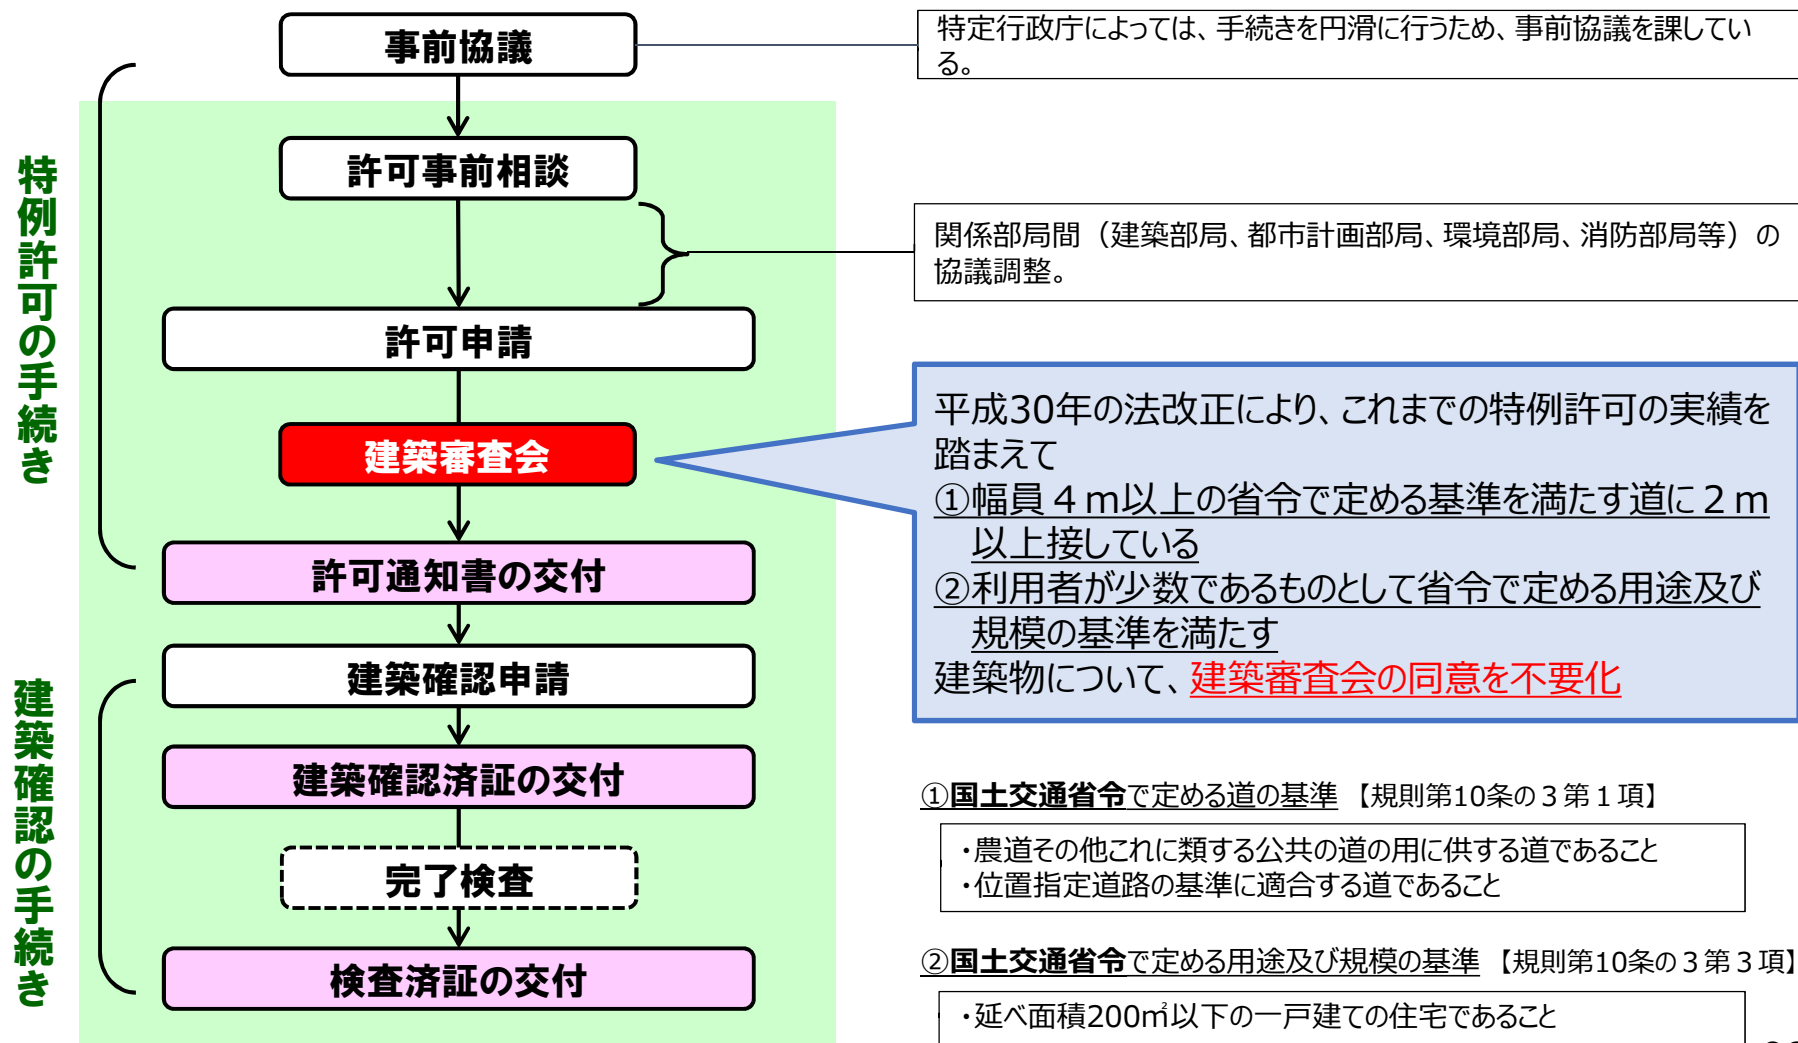 事前協議
特定行政庁によっては、手続きを円滑に行うため、事前協議を課してい
る。
特例許可の手続き
許可事前相談
関係部局間（建築部局、都市計画部局、環境部局、消防部局等）の
協議調整。
許可申請
建築審査会
平成30年の法改正により、これまでの特例許可の実績を
踏まえて
①幅員４ｍ以上の省令で定める基準を満たす道に２ｍ
以上接している
②利用者が少数であるものとして省令で定める用途及び
規模の基準を満たす
建築物について、建築審査会の同意を不要化
許可通知書の交付
建築確認の手続き
建築確認申請
建築確認済証の交付
完了検査
検査済証の交付
①国土交通省令で定める道の基準 【規則第10条の３第１項】
・農道その他これに類する公共の道の用に供する道であること
・位置指定道路の基準に適合する道であること
②国土交通省令で定める用途及び規模の基準 【規則第10条の３第３項】
・延べ面積200㎡以下の一戸建ての住宅であること